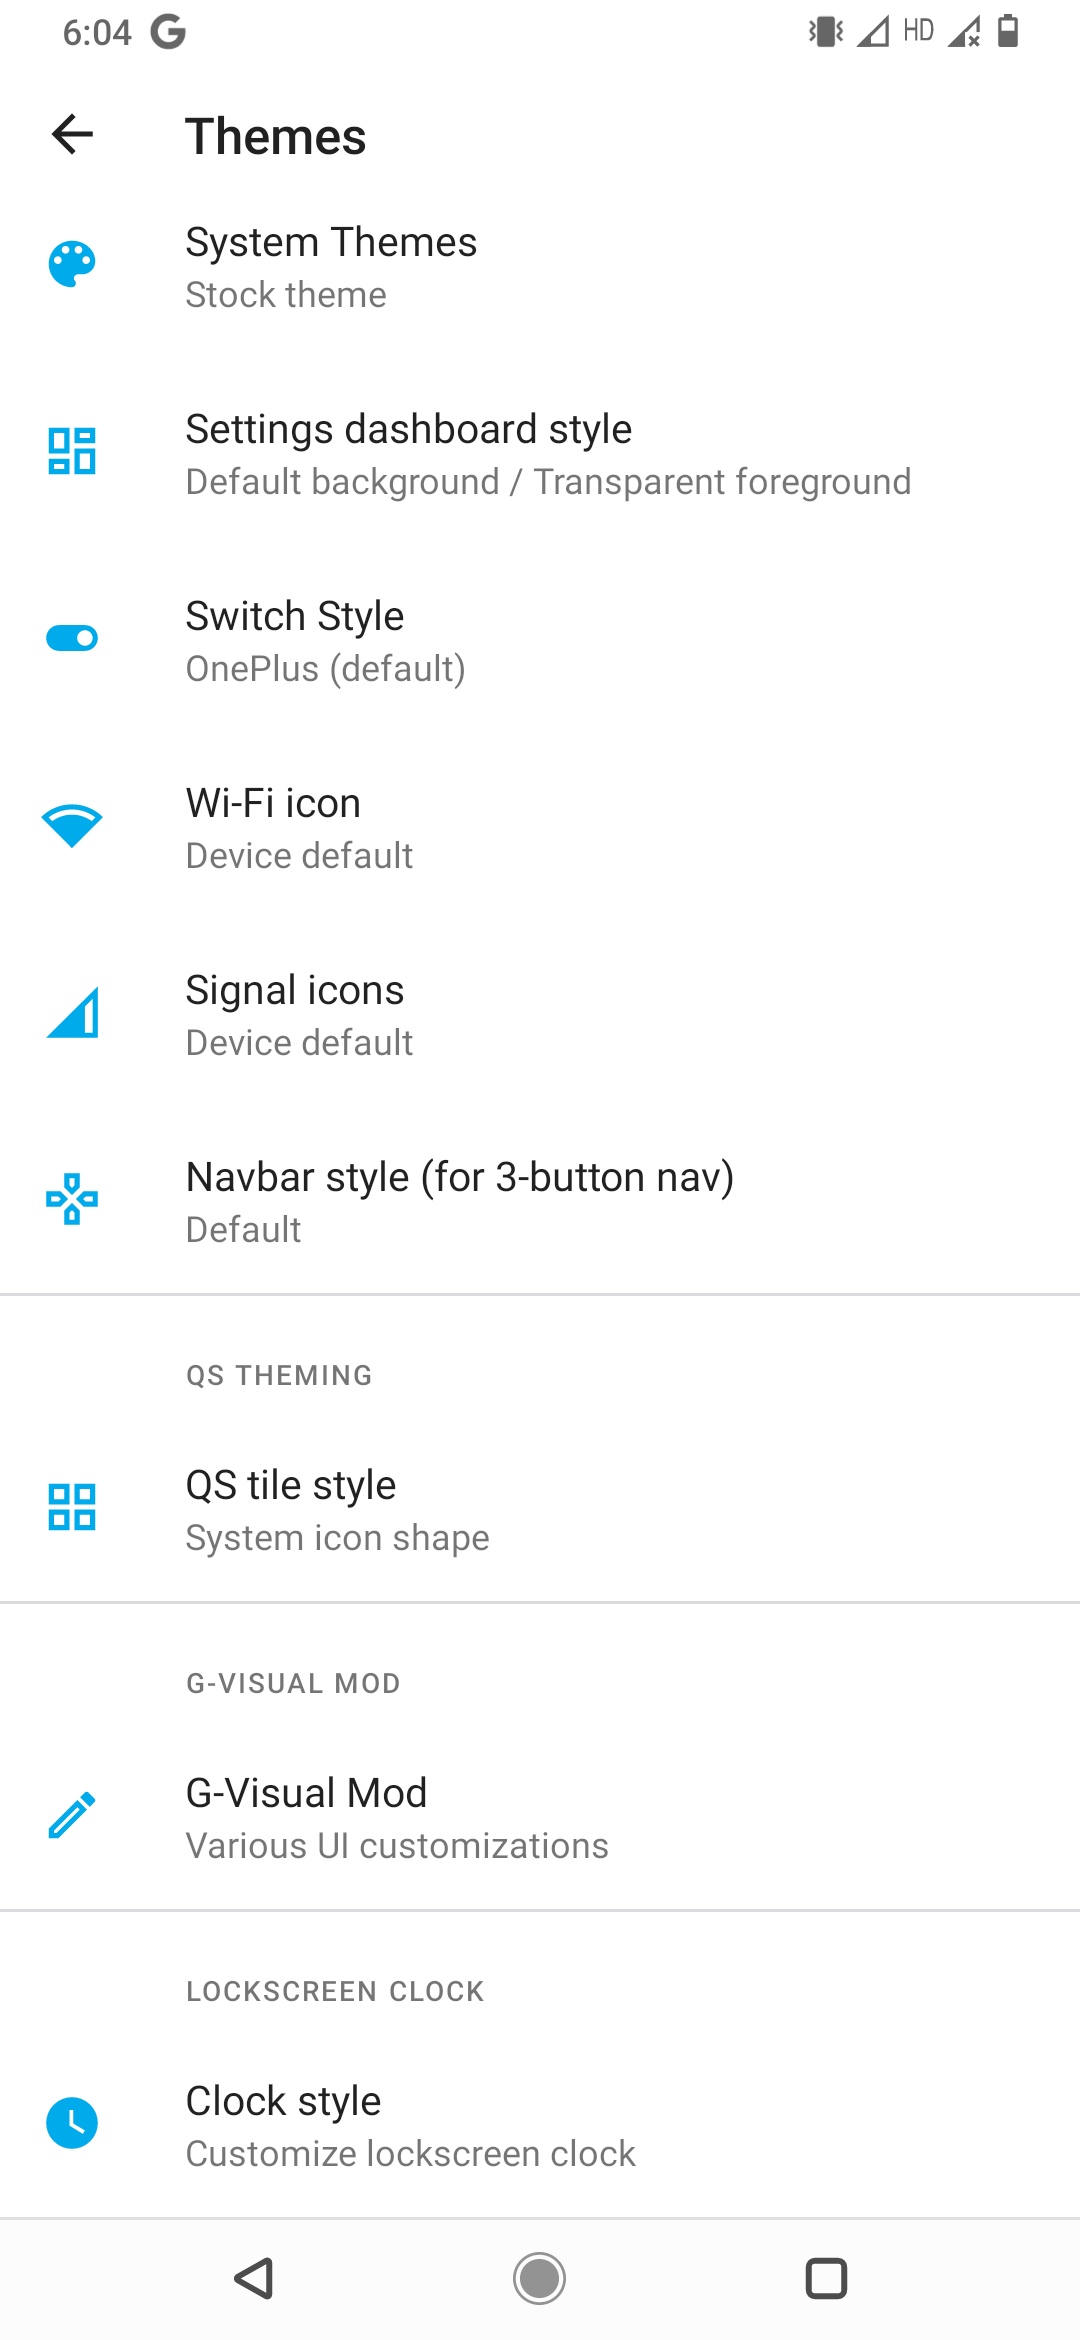 6:04 G HD
Themes
System Themes
Stock theme
Settings dashboard style
Default background / Transparent foreground
Switch Style
OnePlus (default)
Wi-Fi icon
Device default
Signal icons
Device default
Navbar style (for 3-button nav)
Default
QS THEMING
QS tile style
System icon shape
G-VISUAL MOD
G-Visual Mod
Various UI customizations
LOCKSCREEN CLOCK
Clock style
Customize lockscreen clock